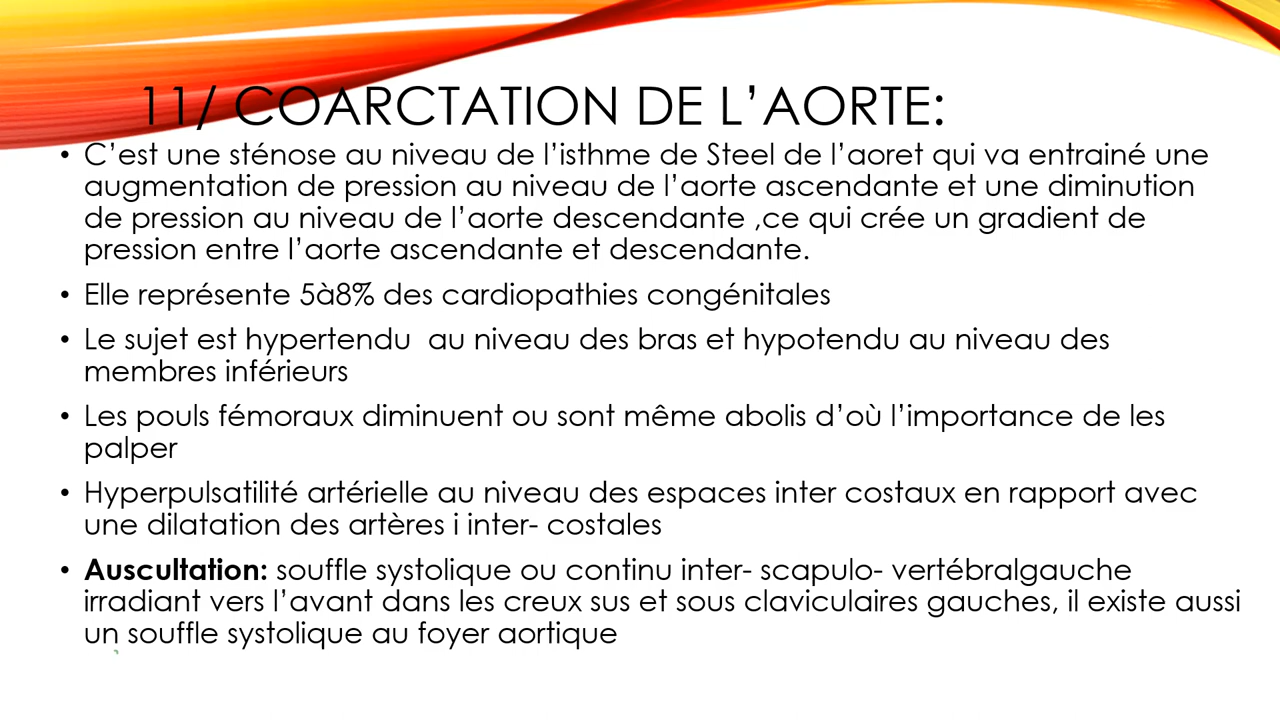 11/ COARCTATION DE L’AORTE:
• C’est une sténose au niveau de l’isthme de Steel de l’aoret qui va entrainé une
augmentation de pression au niveau de l’aorte ascendante et une diminution
de pression au niveau de l’aorte descendante ,ce qui crée un gradient de
pression entre l’aorte ascendante et descendante.
• Elle représente 5à8% des cardiopathies congénitales
• Le sujet est hypertendu  au niveau des bras et hypotendu au niveau des
membres inférieurs
• Les pouls fémoraux diminuent ou sont même abolis d’où l’importance de les
palper
• Hyperpulsatilité artérielle au niveau des espaces inter costaux en rapport avec
une dilatation des artères i inter- costales
• Auscultation: souffle systolique ou continu inter- scapulo- vertébralgauche
irradiant vers l’avant dans les creux sus et sous claviculaires gauches, il existe aussi
un souffle systolique au foyer aortique